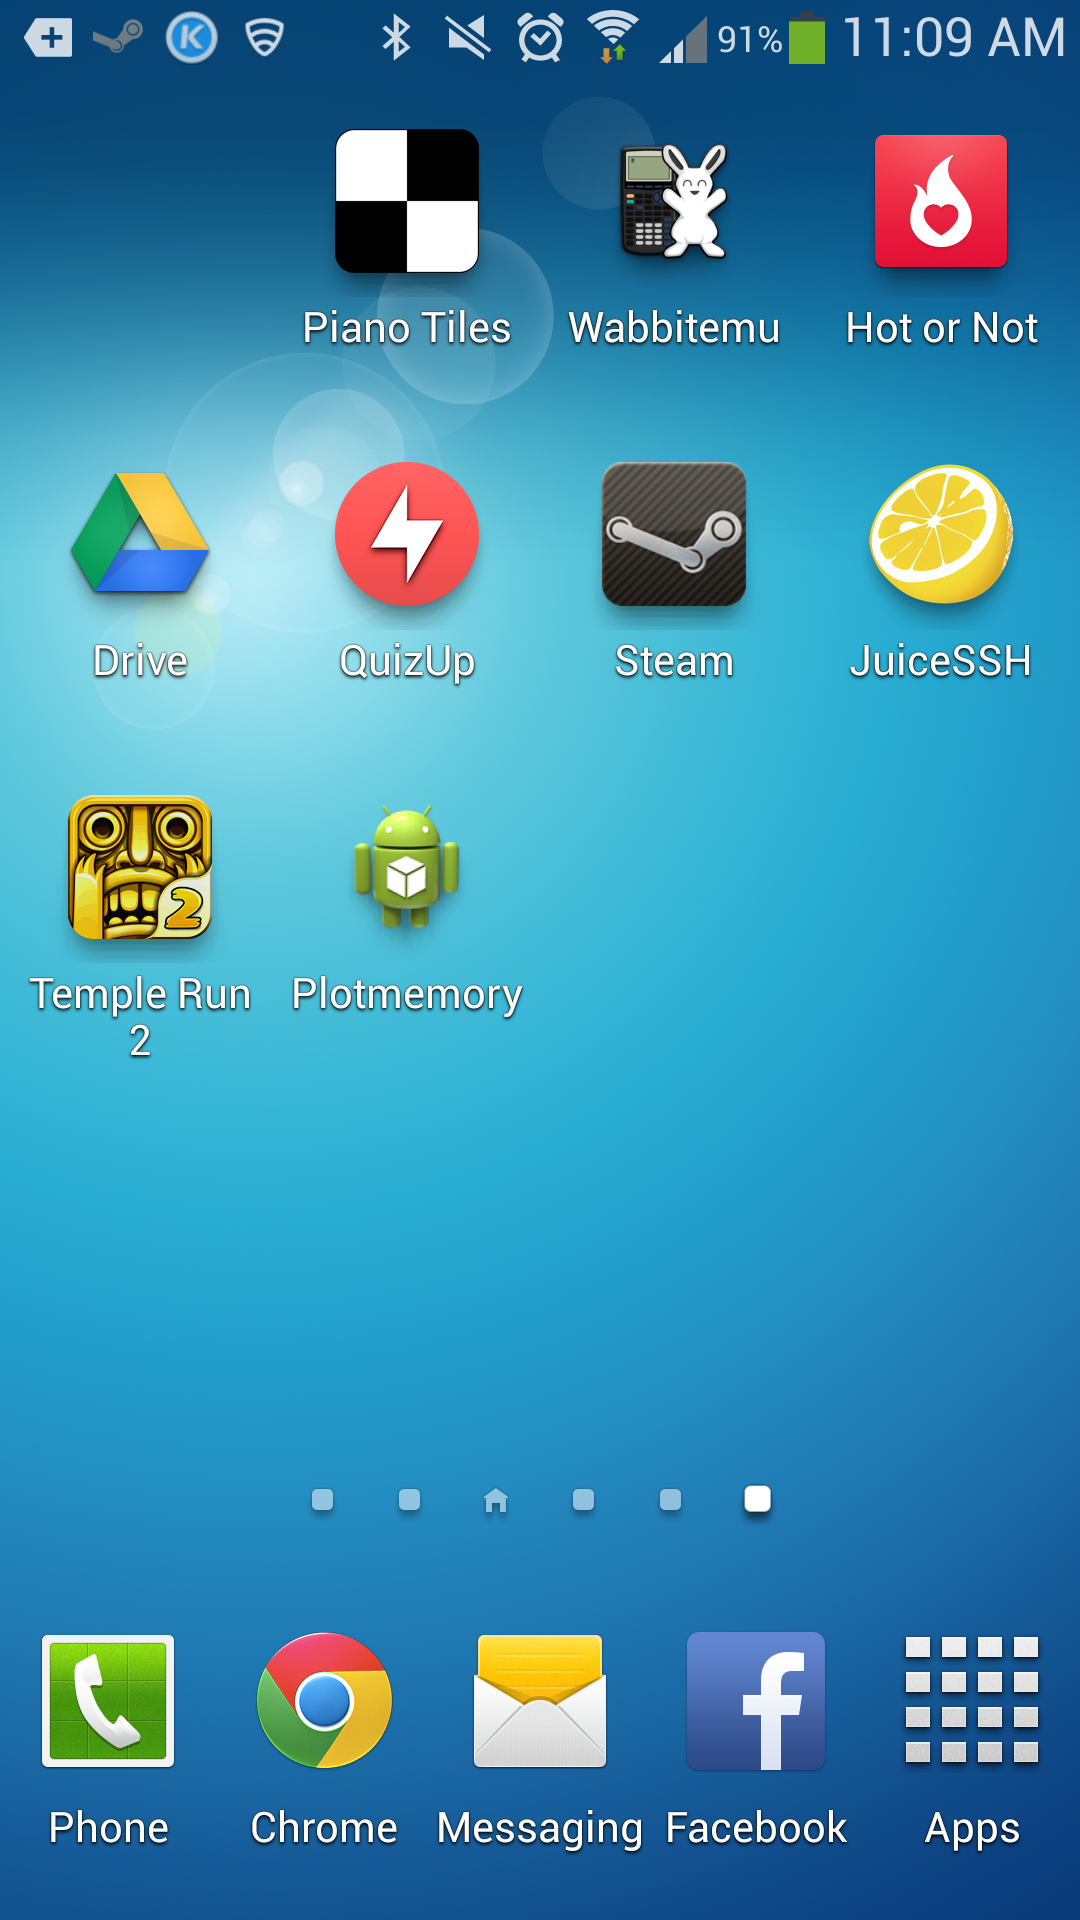 91% 11:09 AM
Piano Tiles Wabbitemu Hot or Not
Drive QuizUp Steam JuiceSSH
2
Temple Run Plotmemory
2
Phone Chrome Messaging Facebook Apps